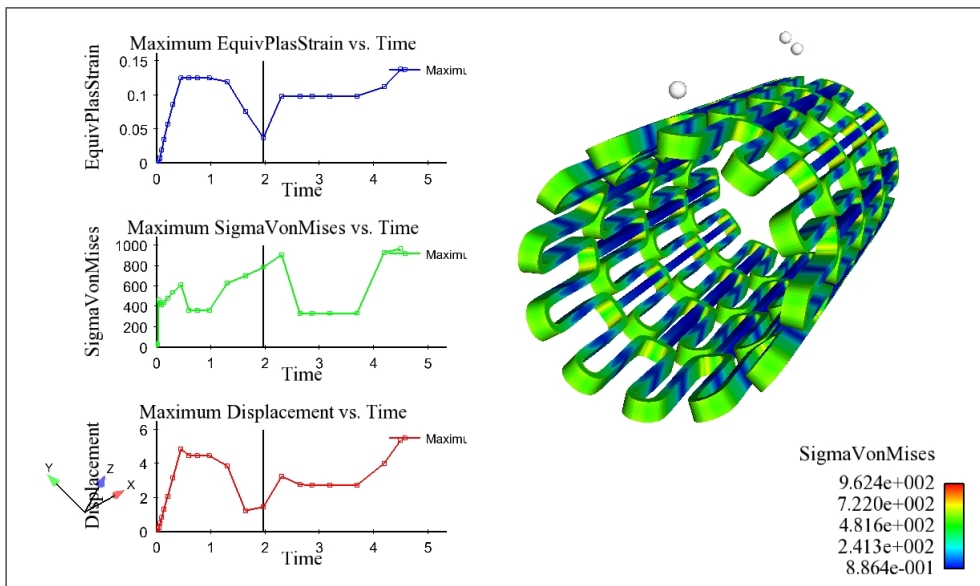 Maximum EquivPlasStrain vs. Time
EquivPlasStrain
0.15
0.1
0.05
0
0 1 2 3 4 5
Time
Maximu
Maximum SigmaVonMises vs. Time
SigmaVonMises
1000
800
600
400
200
0
0 1 2 3 4 5
Time
Maximu
Maximum Displacement vs. Time
Displacement
6
4
2
0
0 1 2 3 4 5
Time
Maximu
Y
Z
X
SigmaVonMises
9.624e+002
7.220e+002
4.816e+002
2.413e+002
8.864e-001